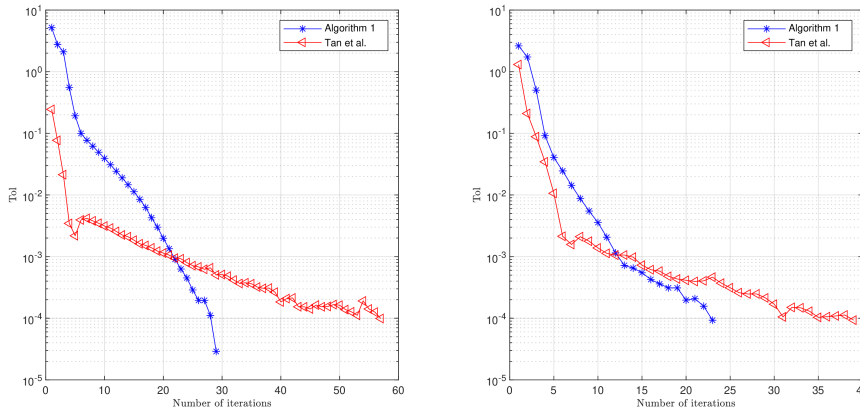 10^1
10^0
10^-1
10^-2
10^-3
10^-4
10^-5
Tol
0 10 20 30 40 50 60
Number of iterations
Algorithm 1
Tan et al.
10^1
10^0
10^-1
10^-2
10^-3
10^-4
10^-5
Tol
0 5 10 15 20 25 30 35 40
Number of iterations
Algorithm 1
Tan et al.